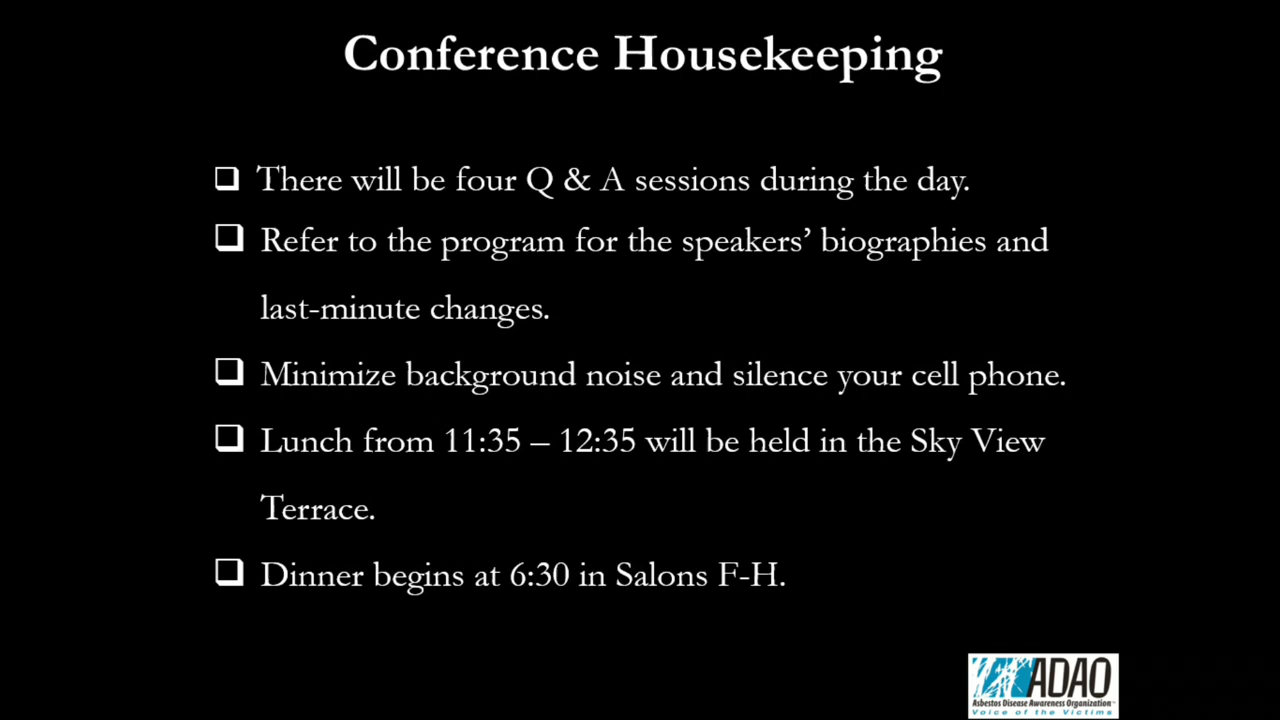 Conference Housekeeping
❑ There will be four Q & A sessions during the day.
❑ Refer to the program for the speakers’ biographies and
last-minute changes.
❑ Minimize background noise and silence your cell phone.
❑ Lunch from 11:35 – 12:35 will be held in the Sky View
Terrace.
❑ Dinner begins at 6:30 in Salons F-H.
ADAO
Asbestos Disease Awareness Organization
Voice of the Victims